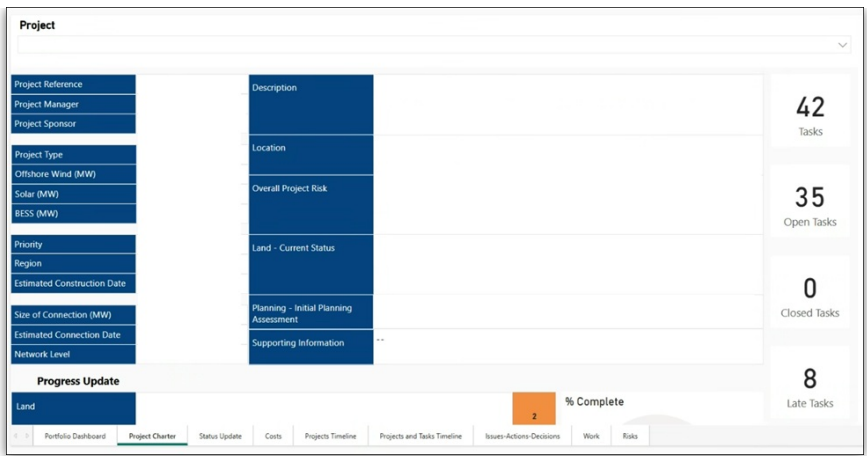 Project
Project Reference
Project Manager
Project Sponsor
Project Type
Offshore Wind (MW)
Solar (MW)
BESS (MW)
Priority
Region
Estimated Construction Date
Size of Connection (MW)
Estimated Connection Date
Network Level
Description
Location
Overall Project Risk
Land - Current Status
Planning - Initial Planning
Assessment
Supporting Information
--
42
Tasks
35
Open Tasks
0
Closed Tasks
8
Late Tasks
Progress Update
Land
2
% Complete
Portfolio Dashboard
Project Charter
Status Update
Costs
Projects Timeline
Projects and Tasks Timeline
Issues-Actions-Decisions
Work
Risks